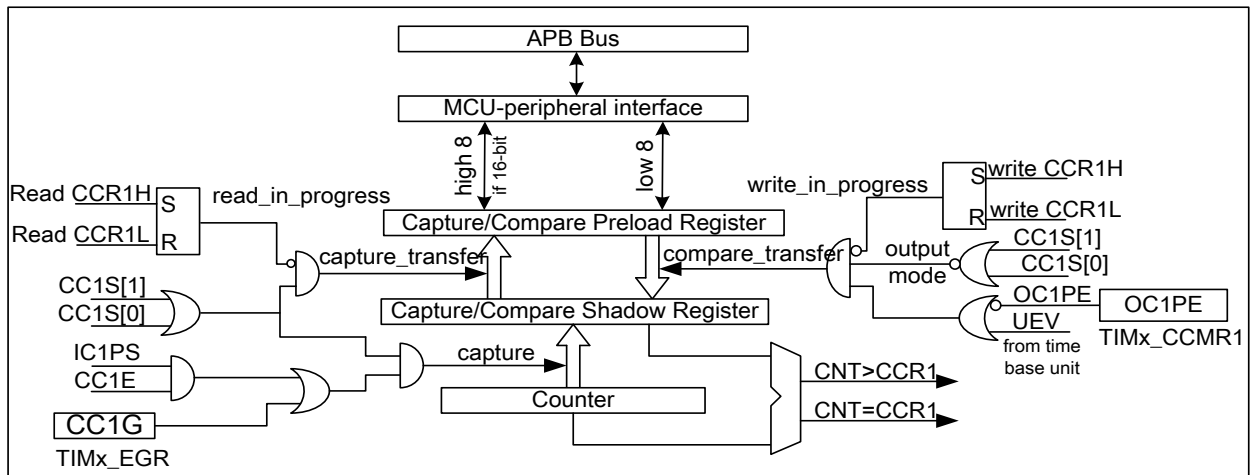 APB Bus
MCU-peripheral interface
high 8
if 16-bit
low 8
Read CCR1H
S
read_in_progress
Read CCR1L
R
write_in_progress
S
write CCR1H
R
write CCR1L
Capture/Compare Preload Register
capture_transfer
compare_transfer
output
mode
CC1S[1]
CC1S[0]
CC1S[1]
CC1S[0]
Capture/Compare Shadow Register
OC1PE
OC1PE
UEV
TIMx_CCMR1
from time
base unit
IC1PS
CC1E
capture
CC1G
TIMx_EGR
Counter
CNT>CCR1
CNT=CCR1